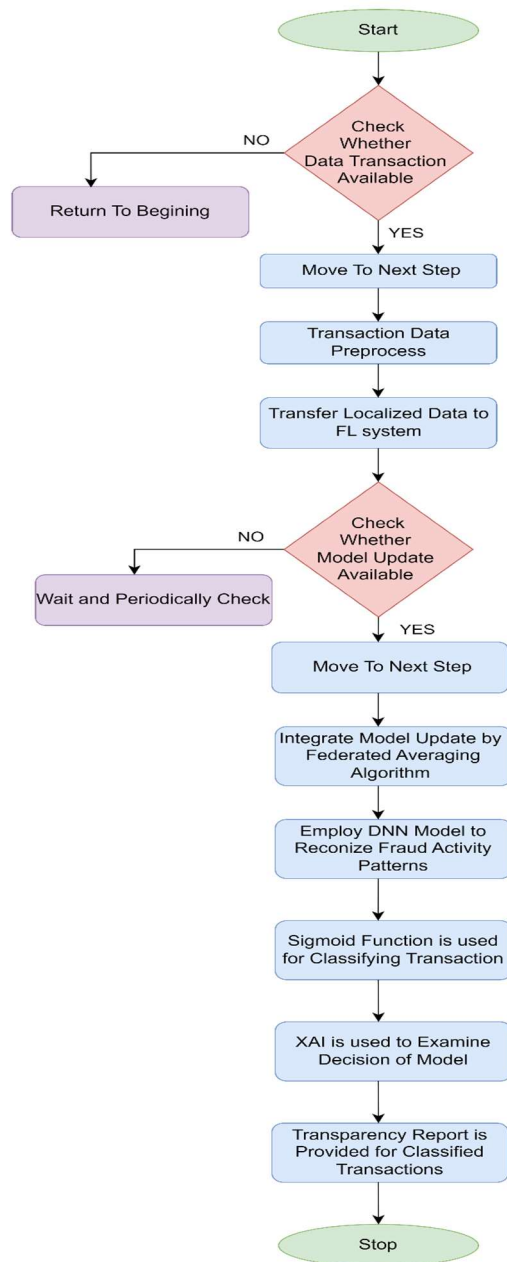 Start
Check
Whether
Data Transaction
Available
NO
Return To Begining
YES
Move To Next Step
Transaction Data
Preprocess
Transfer Localized Data to
FL system
Check
Whether
Model Update
Available
NO
Wait and Periodically Check
YES
Move To Next Step
Integrate Model Update by
Federated Averaging
Algorithm
Employ DNN Model to
Reconize Fraud Activity
Patterns
Sigmoid Function is used
for Classifying Transaction
XAI is used to Examine
Decision of Model
Transparency Report is
Provided for Classified
Transactions
Stop